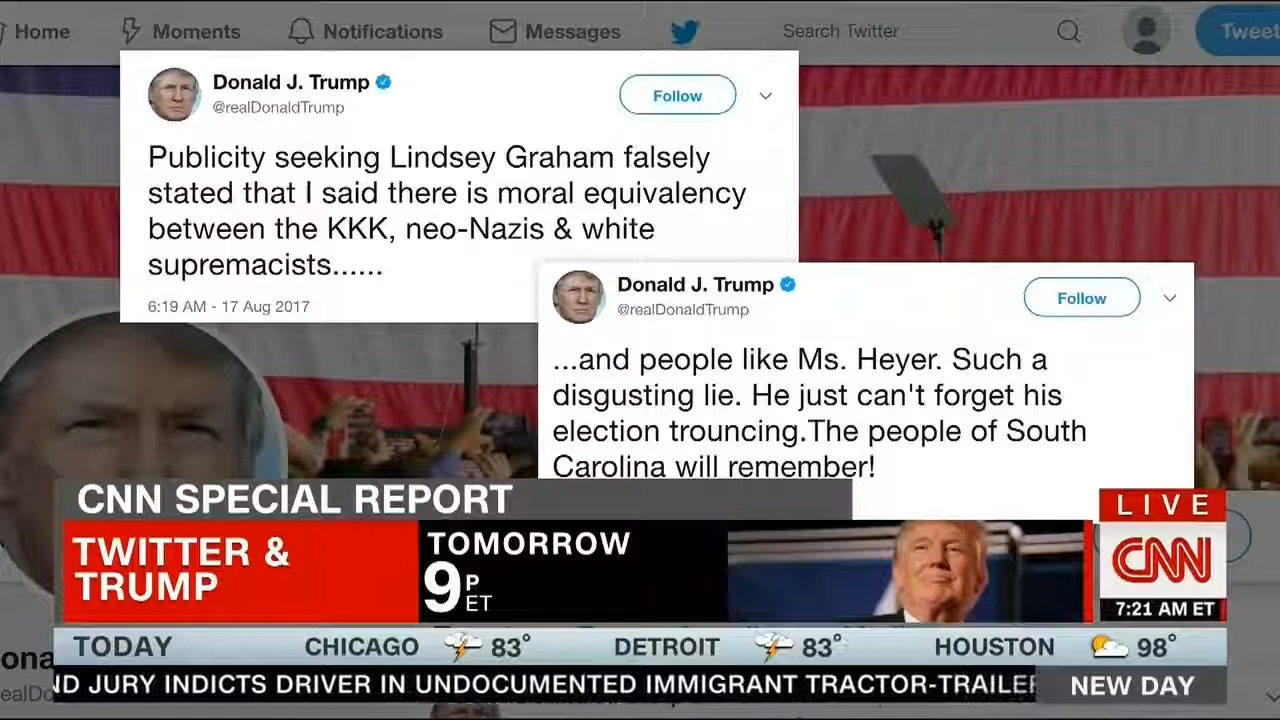 Home
Moments
Notifications
Messages
Search Twitter
Tweet
Donald J. Trump
@realDonaldTrump
Follow
Publicity seeking Lindsey Graham falsely
stated that I said there is moral equivalency
between the KKK, neo-Nazis & white
supremacists......
6:19 AM - 17 Aug 2017
Donald J. Trump
@realDonaldTrump
Follow
...and people like Ms. Heyer. Such a
disgusting lie. He just can't forget his
election trouncing.The people of South
Carolina will remember!
CNN SPECIAL REPORT
TWITTER &
TRUMP
TOMORROW
9 P
ET
LIVE
CNN
7:21 AM ET
TODAY CHICAGO 83° DETROIT 83° HOUSTON 98°
ND JURY INDICTS DRIVER IN UNDOCUMENTED IMMIGRANT TRACTOR-TRAILER
NEW DAY
ona
ealDo